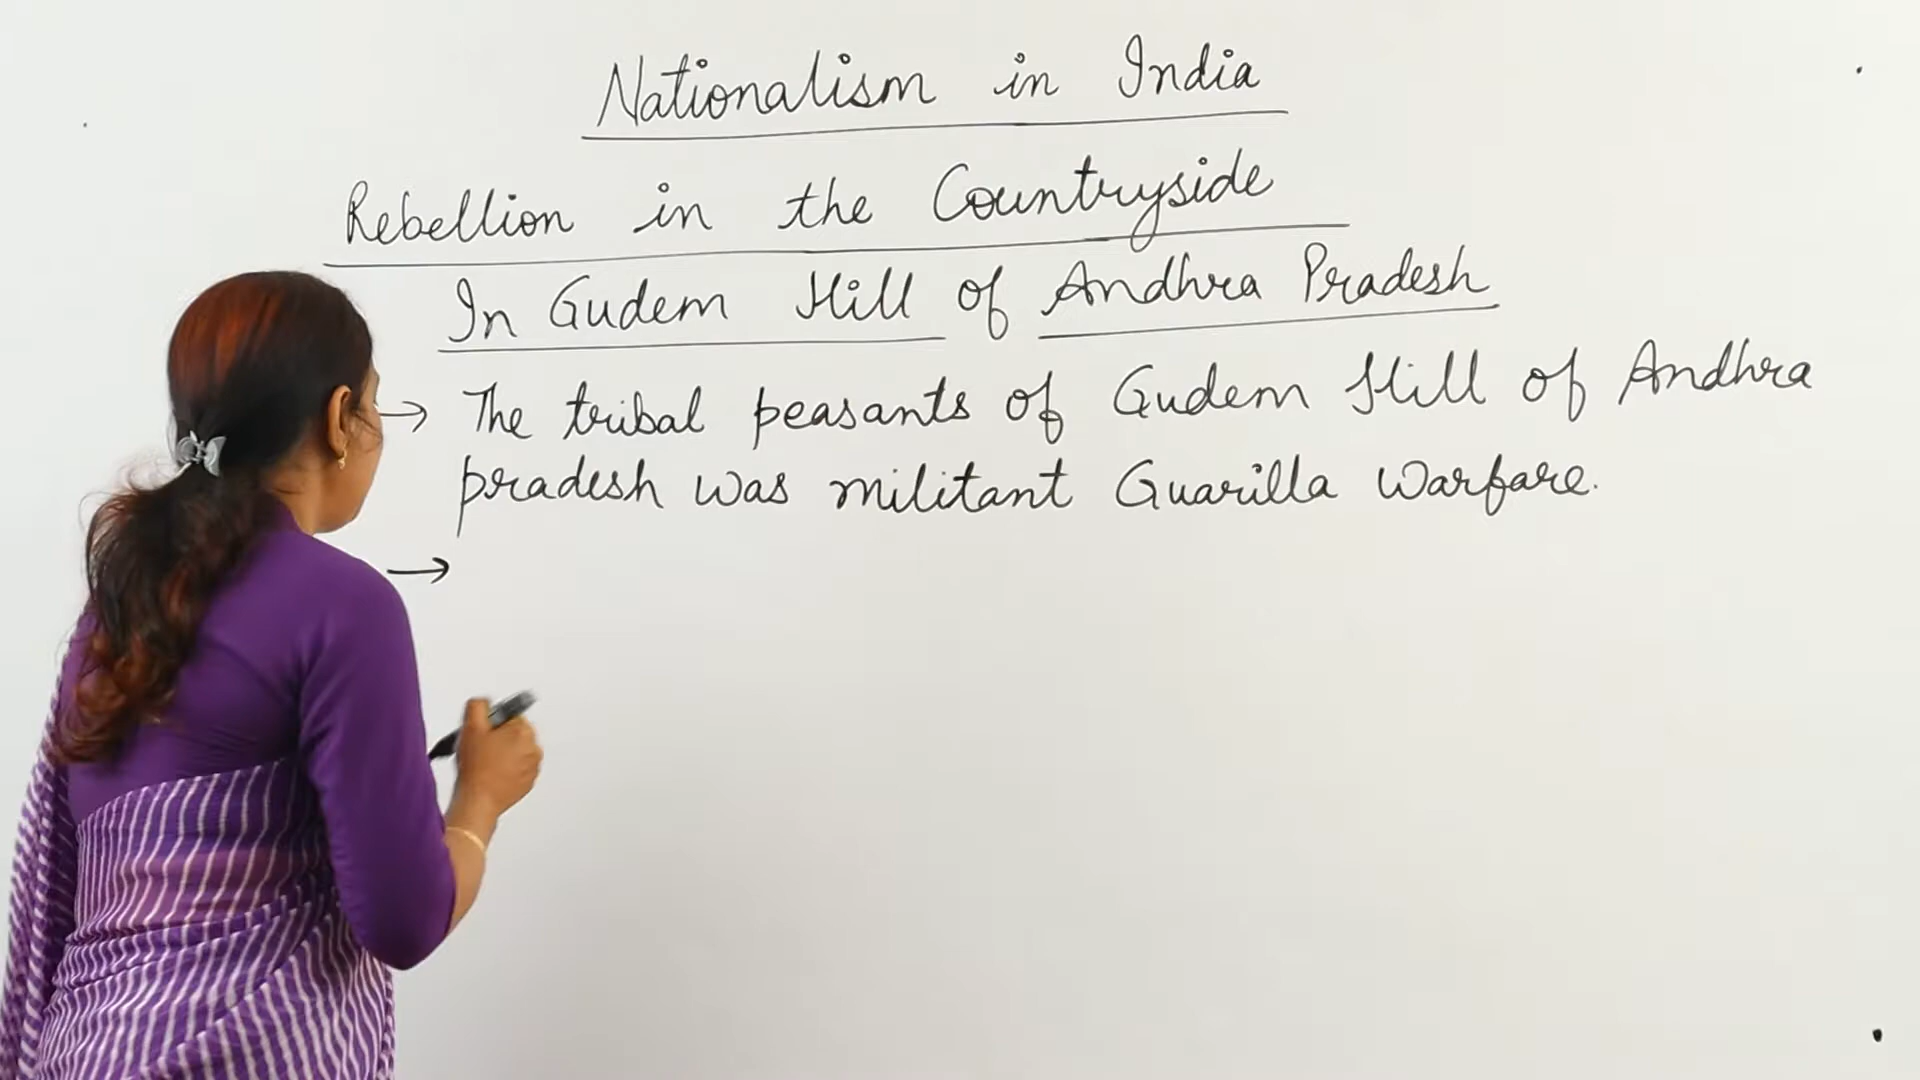 Nationalism in India
Rebellion in the Countryside
In Gudem Hill of Andhra Pradesh
→ The tribal peasants of Gudem Hill of Andhra
pradesh was militant Guarilla Warfare.
→